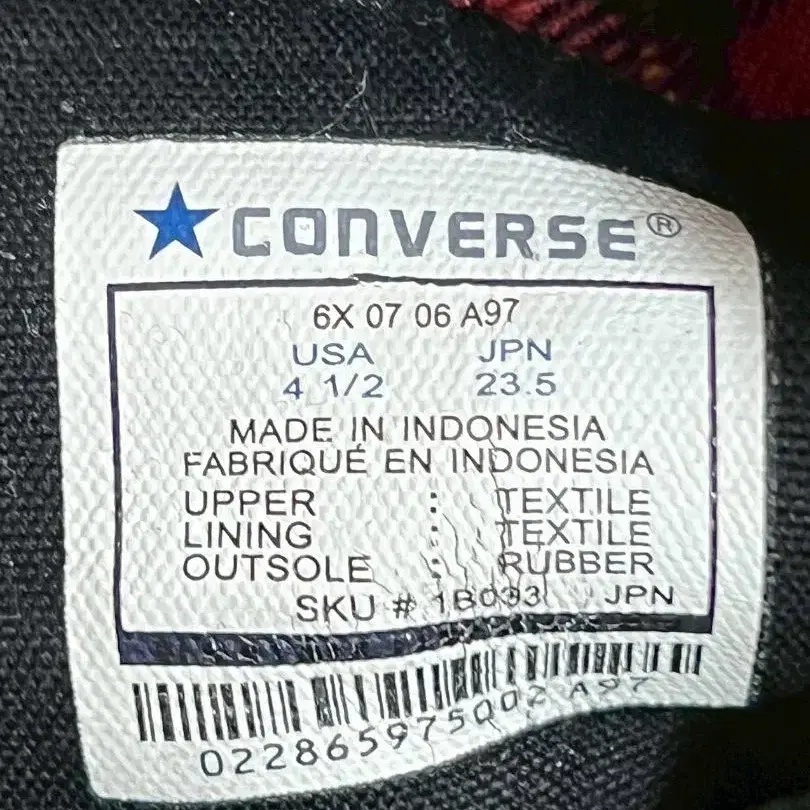 CONVERSE®
6X 07 06 A97
USA JPN
4 1/2 23.5
MADE IN INDONESIA
FABRIQUÉ EN INDONESIA
UPPER : TEXTILE
LINING : TEXTILE
OUTSOLE : RUBBER
SKU # 1B033 JPN
022865975002 A97